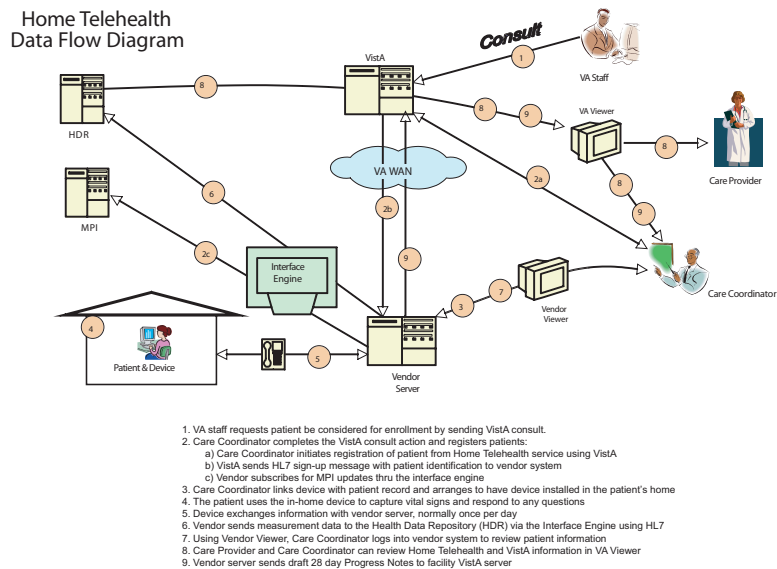 Home Telehealth
Data Flow Diagram
Consult
1
VistA
VA Staff
8
8
9
VA Viewer
HDR
8
Care Provider
VA WAN
2a
8
6
2b
9
MPI
2c
9
Interface
Engine
Care Coordinator
7
3
Vendor
Viewer
4
5
Patient & Device
Vendor
Server
1. VA staff requests patient be considered for enrollment by sending VistA consult.
2. Care Coordinator completes the VistA consult action and registers patients:
a) Care Coordinator initiates registration of patient from Home Telehealth service using VistA
b) VistA sends HL7 sign-up message with patient identification to vendor system
c) Vendor subscribes for MPI updates thru the interface engine
3. Care Coordinator links device with patient record and arranges to have device installed in the patient's home
4. The patient uses the in-home device to capture vital signs and respond to any questions
5. Device exchanges information with vendor server, normally once per day
6. Vendor sends measurement data to the Health Data Repository (HDR) via the Interface Engine using HL7
7. Using Vendor Viewer, Care Coordinator logs into vendor system to review patient information
8. Care Provider and Care Coordinator can review Home Telehealth and VistA information in VA Viewer
9. Vendor server sends draft 28 day Progress Notes to facility VistA server